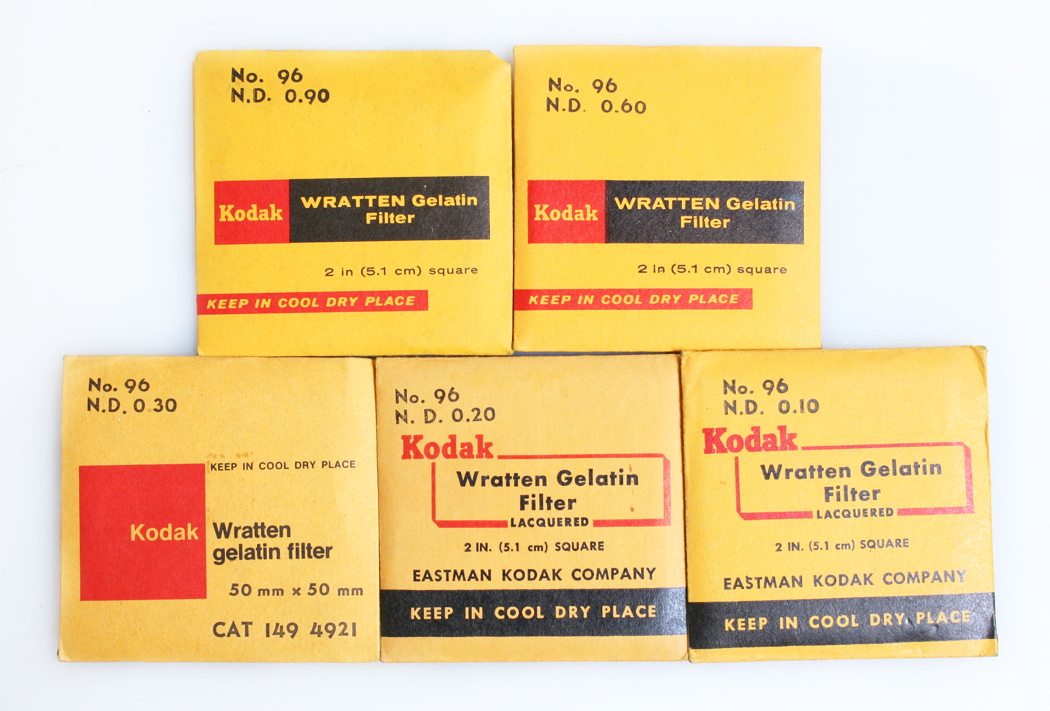 No. 96
N.D. 0.90
Kodak
WRATTEN Gelatin
Filter
2 in (5.1 cm) square
KEEP IN COOL DRY PLACE
No. 96
N.D. 0.60
Kodak
WRATTEN Gelatin
Filter
2 in (5.1 cm) square
KEEP IN COOL DRY PLACE
No. 96
N.D. 0.30
KEEP IN COOL DRY PLACE
Kodak
Wratten
gelatin filter
50 mm x 50 mm
CAT 149 4921
No. 96
N. D. 0.20
Kodak
Wratten Gelatin
Filter
LACQUERED
2 IN. (5.1 cm) SQUARE
EASTMAN KODAK COMPANY
KEEP IN COOL DRY PLACE
No. 96
N.D. 0.10
Kodak
Wratten Gelatin
Filter
LACQUERED
2 IN. (5.1 cm) SQUARE
EASTMAN KODAK COMPANY
KEEP IN COOL DRY PLACE